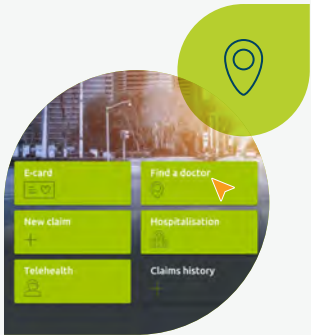 E-card
Find a doctor
New claim
Hospitalisation
Telehealth
Claims history